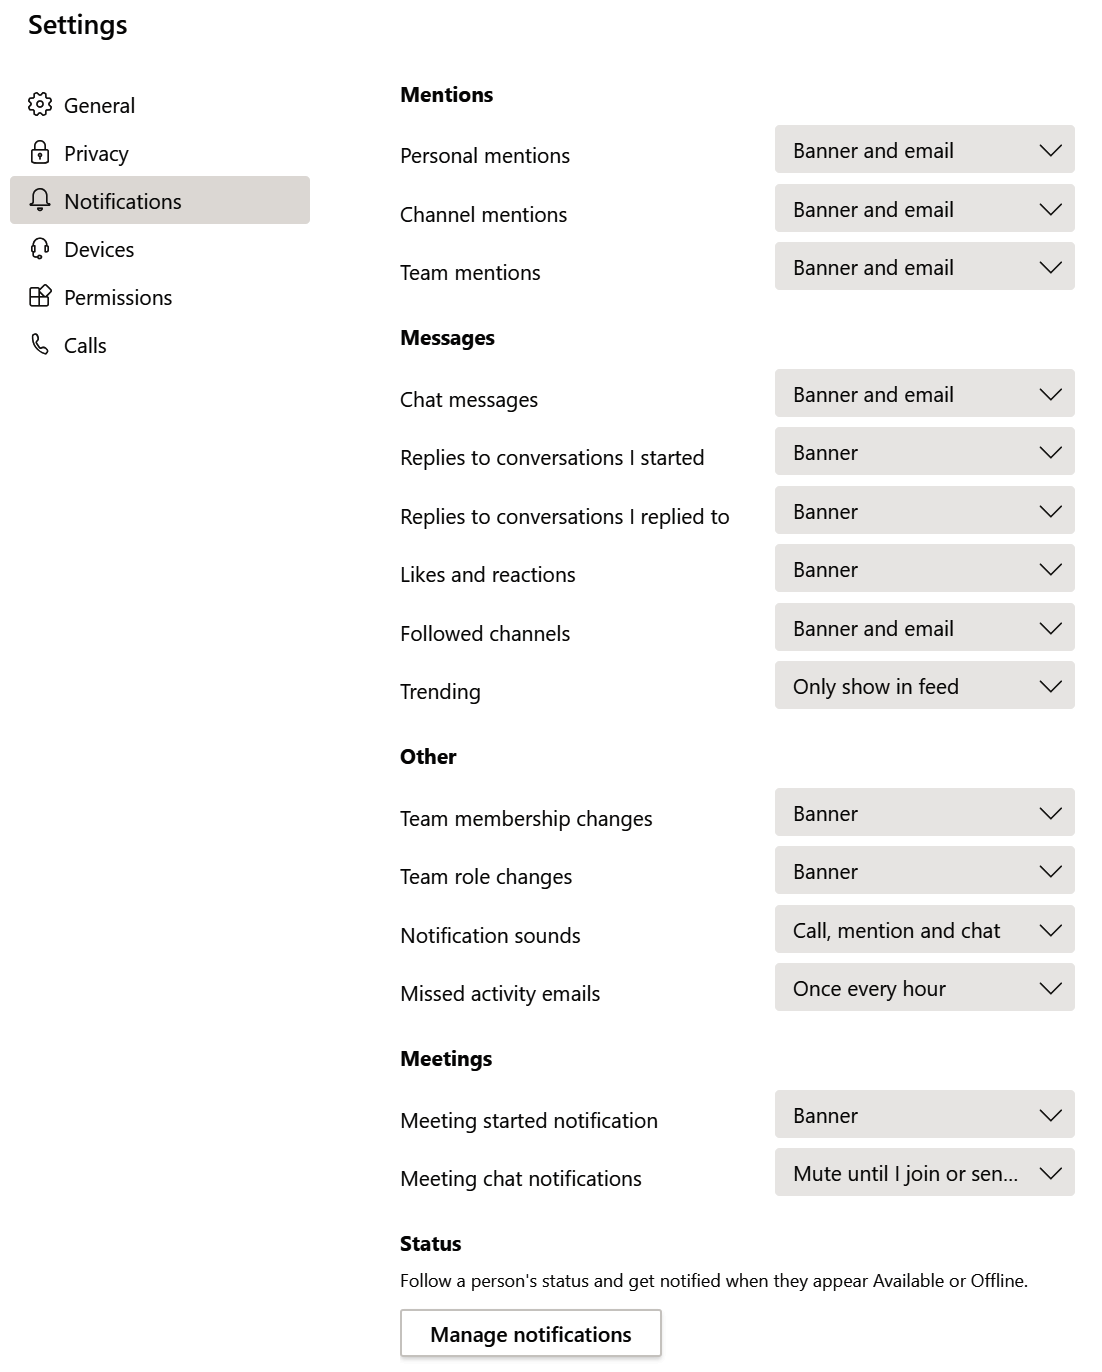 Settings
General
Privacy
Notifications
Devices
Permissions
Calls
Mentions
Personal mentions Banner and email
Channel mentions Banner and email
Team mentions Banner and email
Messages
Chat messages Banner and email
Replies to conversations I started Banner
Replies to conversations I replied to Banner
Likes and reactions Banner
Followed channels Banner and email
Trending Only show in feed
Other
Team membership changes Banner
Team role changes Banner
Notification sounds Call, mention and chat
Missed activity emails Once every hour
Meetings
Meeting started notification Banner
Meeting chat notifications Mute until I join or sen...
Status
Follow a person's status and get notified when they appear Available or Offline.
Manage notifications